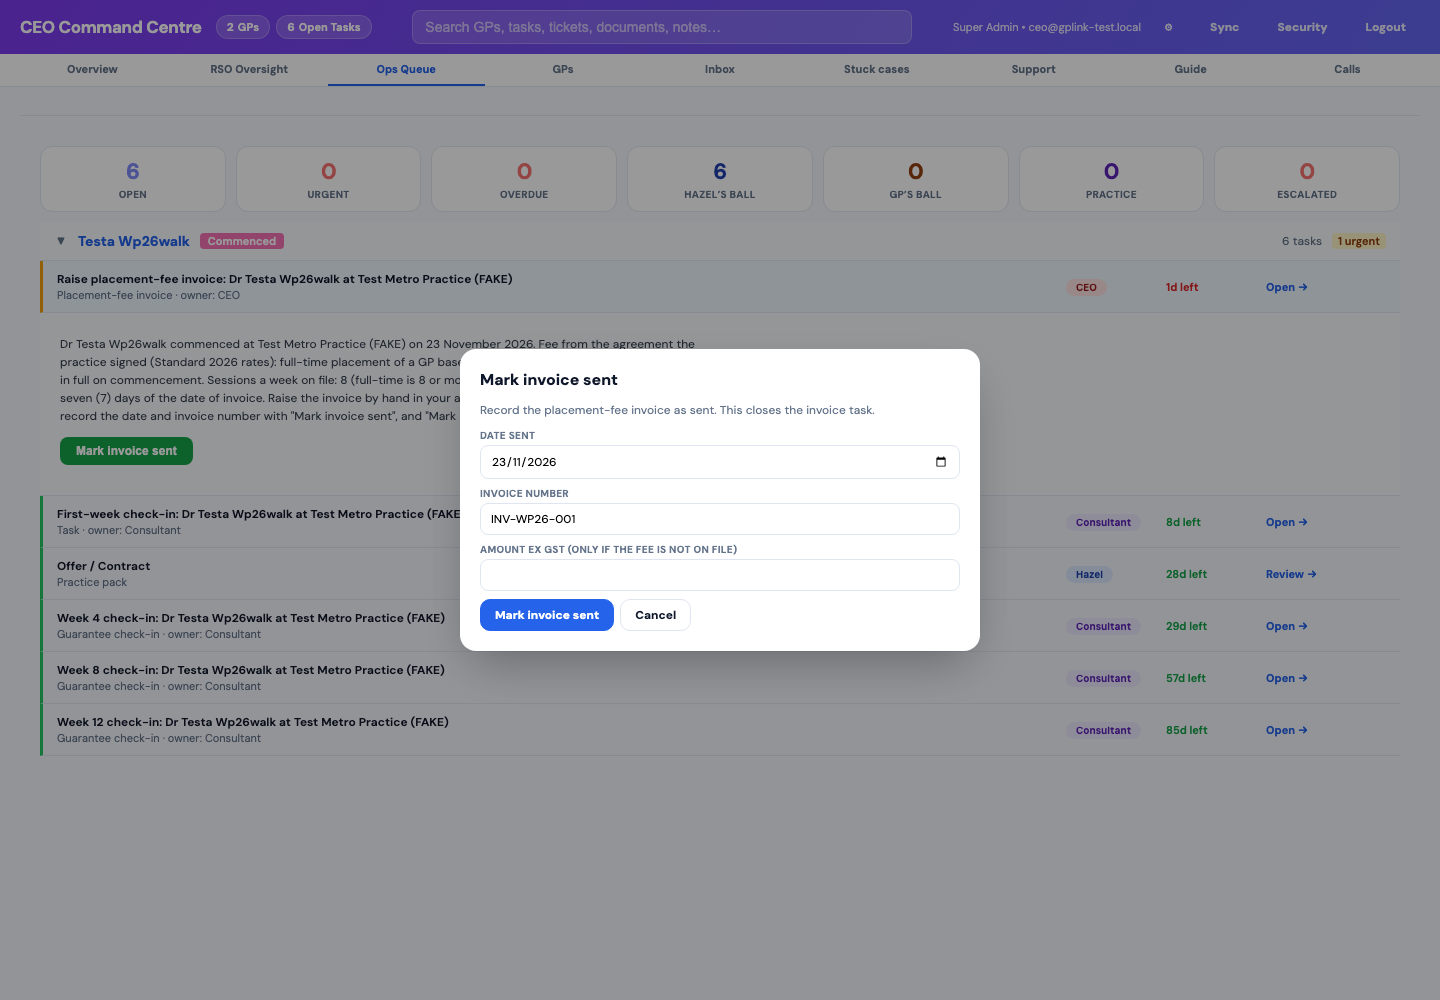 CEO Command Centre
2 GPs
6 Open Tasks
Search GPs, tasks, tickets, documents, notes...
Super Admin • ceo@gplink-test.local
Sync
Security
Logout
Overview
RSO Oversight
Ops Queue
GPs
Inbox
Stuck cases
Support
Guide
Calls
6
OPEN
0
URGENT
0
OVERDUE
6
HAZEL'S BALL
0
GP'S BALL
0
PRACTICE
0
ESCALATED
Testa Wp26walk
Commenced
6 tasks
1 urgent
Raise placement-fee invoice: Dr Testa Wp26walk at Test Metro Practice (FAKE)
Placement-fee invoice · owner: CEO
CEO
1d left
Open →
Dr Testa Wp26walk commenced at Test Metro Practice (FAKE) on 23 November 2026. Fee from the agreement the
practice signed (Standard 2026 rates): full-time placement of a GP
in full on commencement. Sessions a week on file: 8 (full-time is 8 or
seven (7) days of the date of invoice. Raise the invoice by hand in your
record the date and invoice number with "Mark invoice sent", and "Mark
Mark invoice sent
Mark invoice sent
Record the placement-fee invoice as sent. This closes the invoice task.
DATE SENT
23/11/2026
INVOICE NUMBER
INV-WP26-001
AMOUNT EX GST (ONLY IF THE FEE IS NOT ON FILE)
Mark invoice sent
Cancel
First-week check-in: Dr Testa Wp26walk at Test Metro Practice
Task · owner: Consultant
Consultant
8d left
Open →
Offer / Contract
Practice pack
Hazel
28d left
Review →
Week 4 check-in: Dr Testa Wp26walk at Test Metro Practice (FAKE)
Guarantee check-in · owner: Consultant
Consultant
29d left
Open →
Week 8 check-in: Dr Testa Wp26walk at Test Metro Practice (FAKE)
Guarantee check-in · owner: Consultant
Consultant
57d left
Open →
Week 12 check-in: Dr Testa Wp26walk at Test Metro Practice (FAKE)
Guarantee check-in · owner: Consultant
Consultant
85d left
Open →